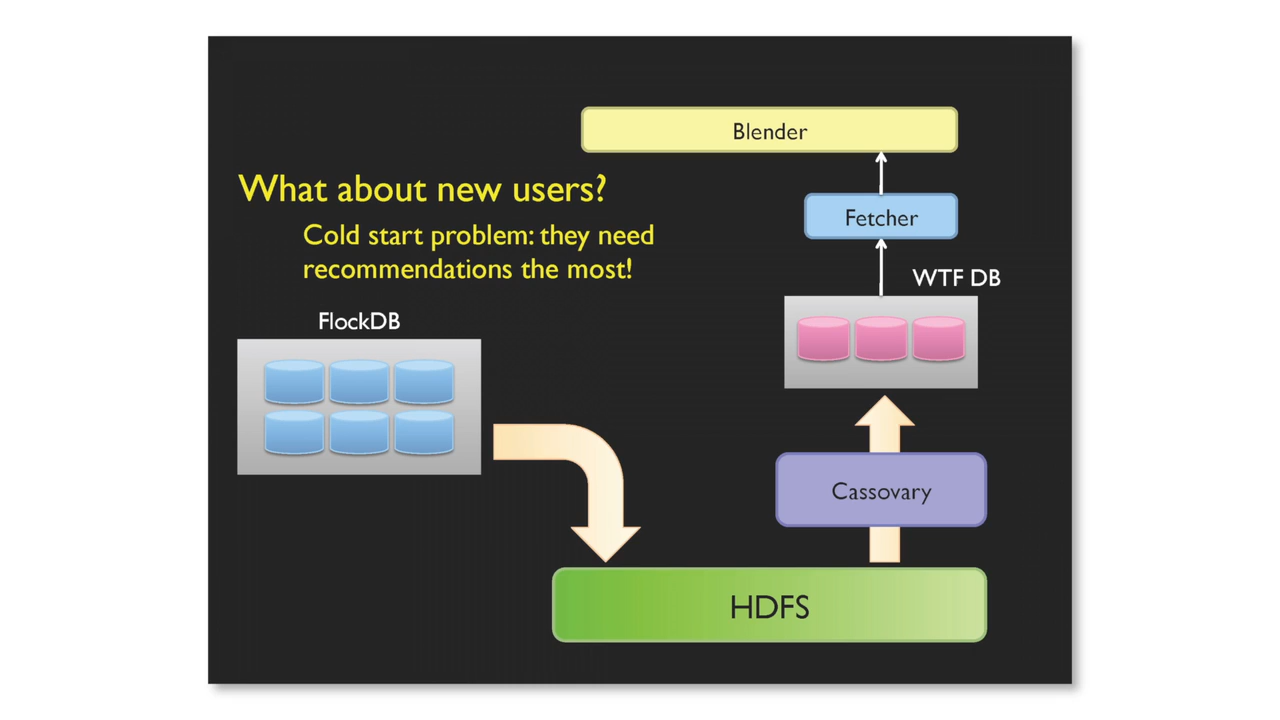 Blender
What about new users?
Fetcher
Cold start problem: they need
recommendations the most!
WTF DB
FlockDB
Cassovary
HDFS